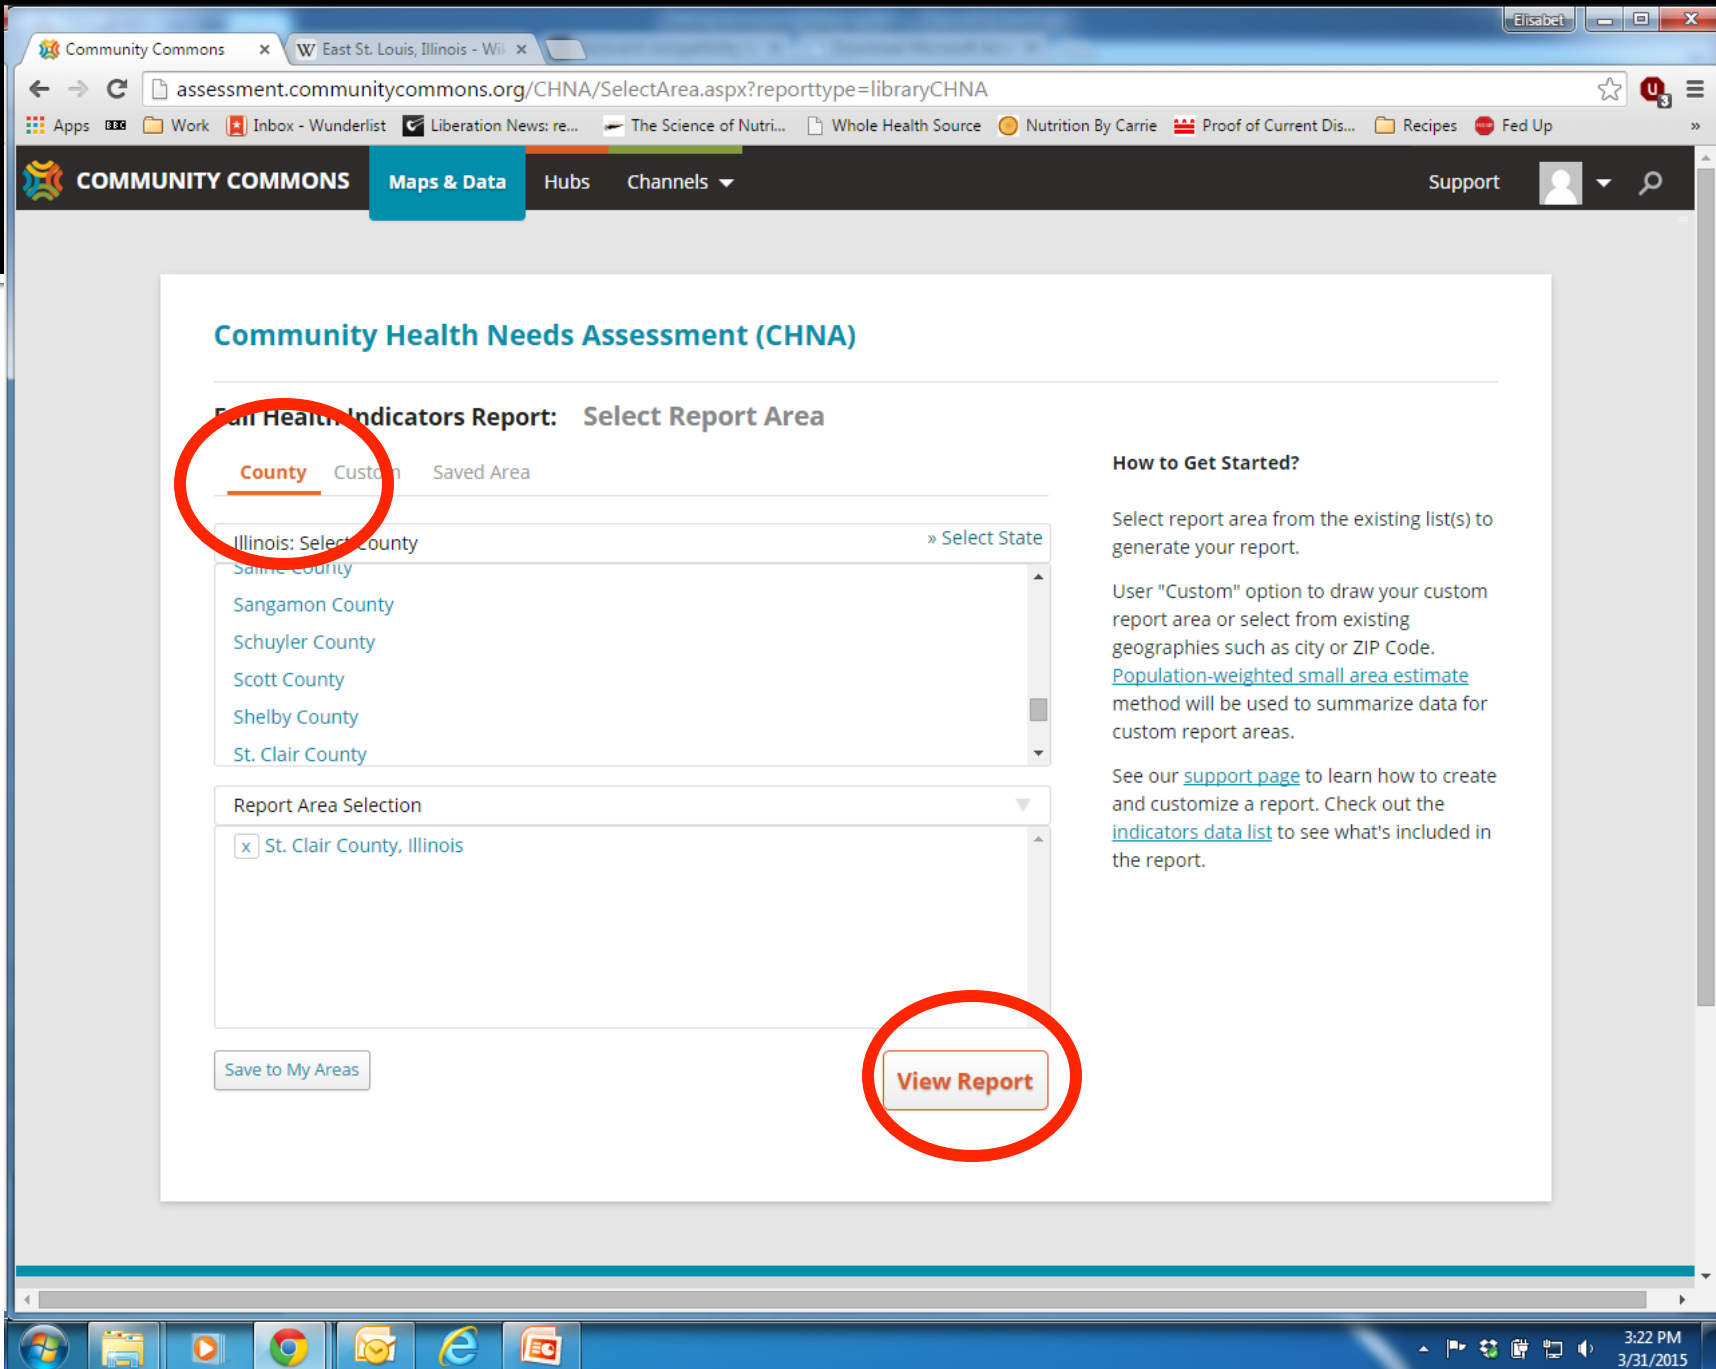 Elisabet
Community Commons
East St. Louis, Illinois - Wi
assessment.communitycommons.org/CHNA/SelectArea.aspx?reporttype=libraryCHNA
Apps BBC Work Inbox - Wunderlist Liberation News: re... The Science of Nutri... Whole Health Source Nutrition By Carrie Proof of Current Dis... Recipes Fed Up »
COMMUNITY COMMONS Maps & Data Hubs Channels Support
Community Health Needs Assessment (CHNA)
Full Health Indicators Report: Select Report Area
County Custom Saved Area
Illinois: Select County » Select State
Saline County
Sangamon County
Schuyler County
Scott County
Shelby County
St. Clair County
Report Area Selection
x St. Clair County, Illinois
Save to My Areas
View Report
How to Get Started?
Select report area from the existing list(s) to
generate your report.
User "Custom" option to draw your custom
report area or select from existing
geographies such as city or ZIP Code.
Population-weighted small area estimate
method will be used to summarize data for
custom report areas.
See our support page to learn how to create
and customize a report. Check out the
indicators data list to see what's included in
the report.
3:22 PM
3/31/2015